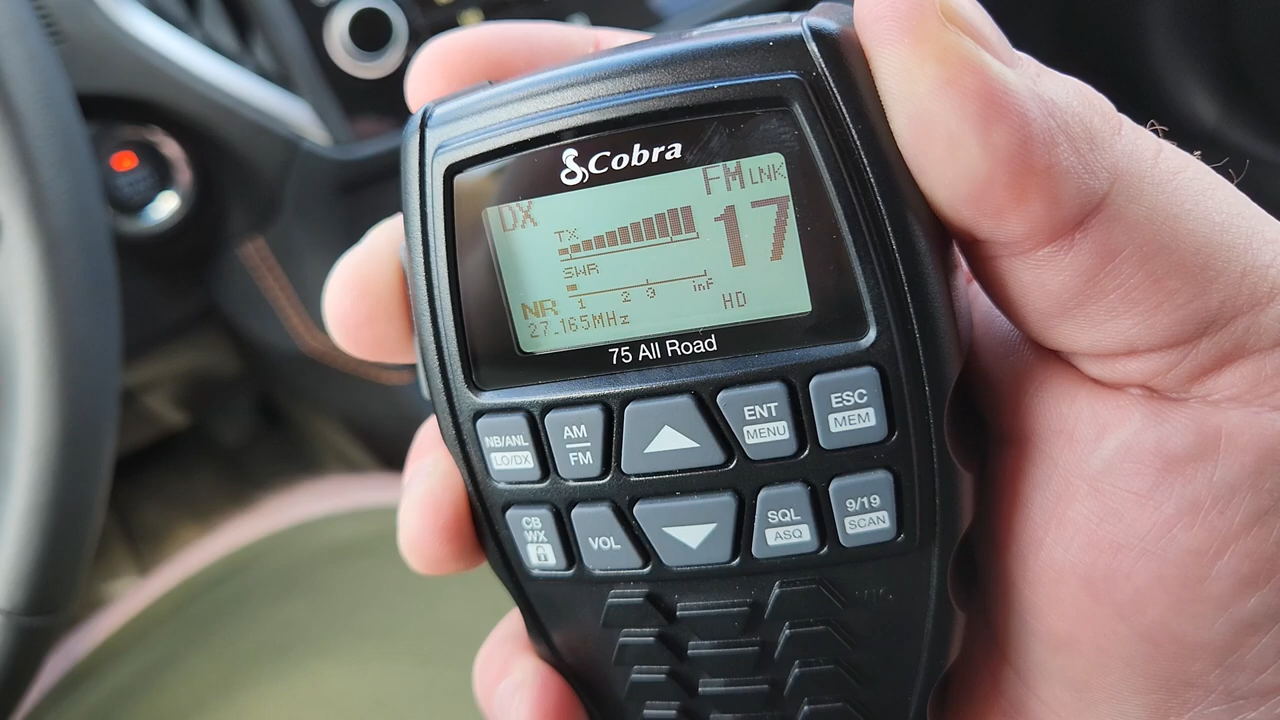 Cobra
DX
FM LNK
TX
17
SWR
1 2 3 inf
NR
HD
27.165MHz
75 All Road
NB/ANL
LO/DX
AM
FM
ENT
MENU
ESC
MEM
CB
WX
VOL
SQL
ASQ
9/19
SCAN